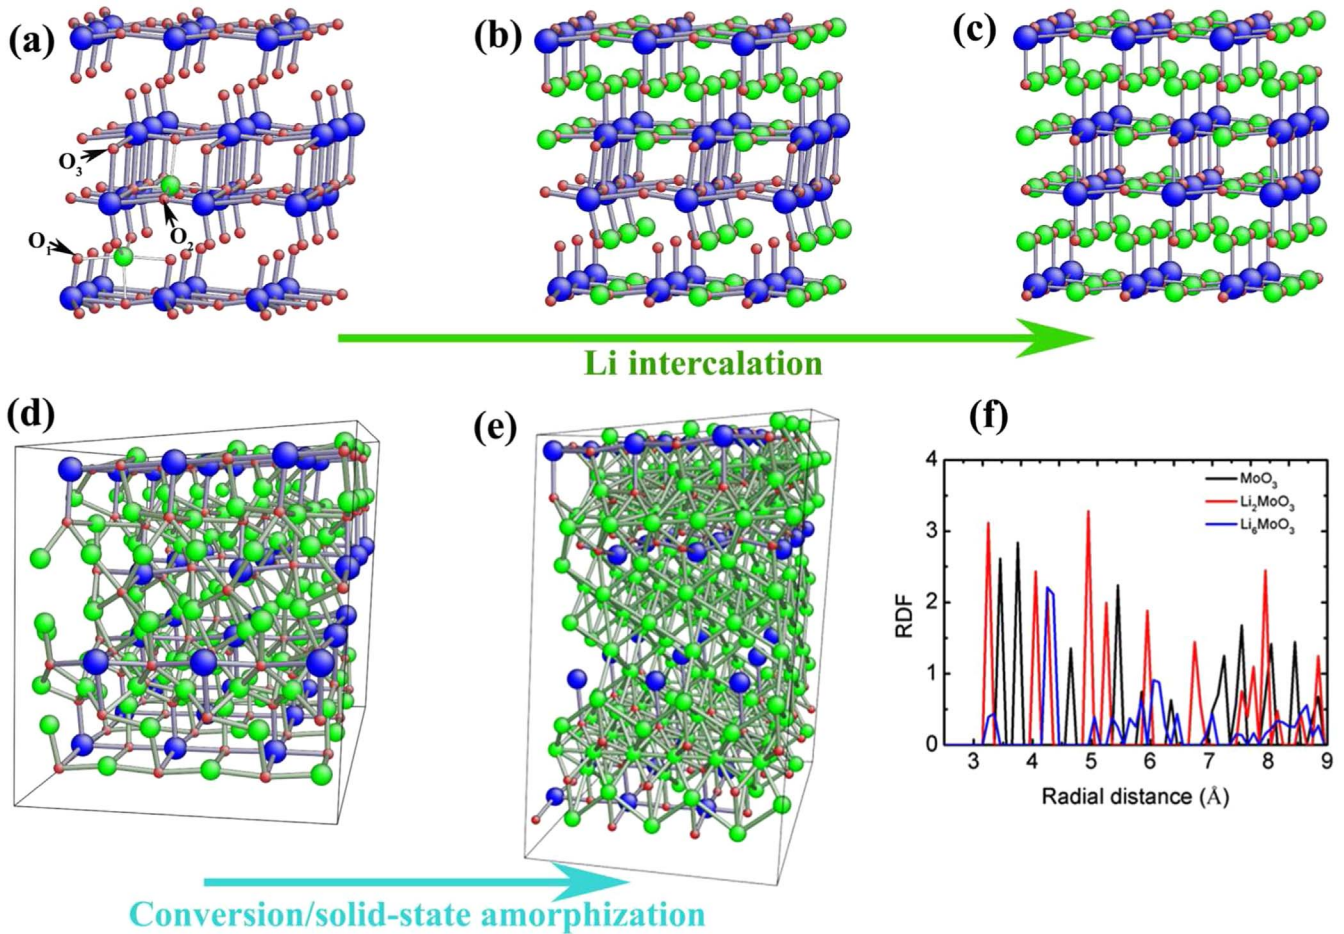 (a)
(b)
(c)
O3
O2
O1
Li intercalation
(d)
(e)
(f)
4
3
2
1
0
RDF
MoO3
Li2MoO3
Li6MoO3
3 4 5 6 7 8 9
Radial distance (Å)
Conversion/solid-state amorphization